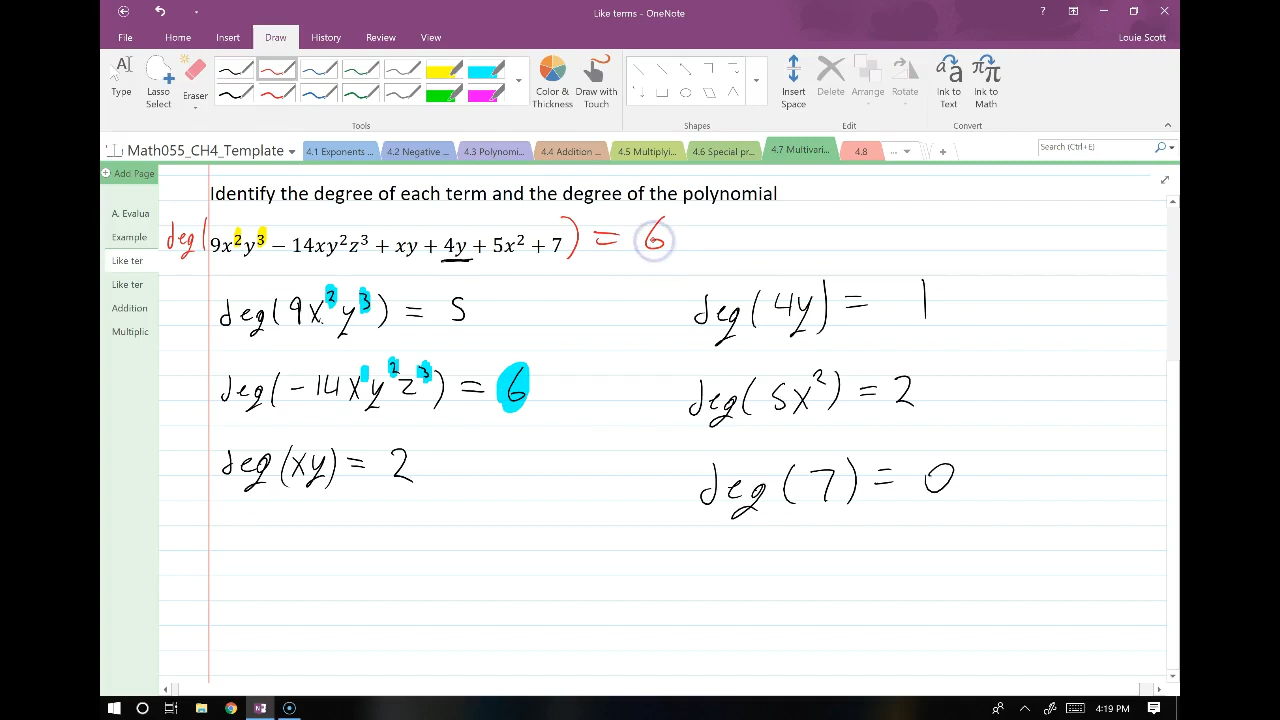 Like terms - OneNote
?
File Home Insert Draw History Review View
Louie Scott
Type
Lasso Select
Eraser
Color & Thickness
Draw with Touch
Insert Space
Delete
Arrange
Rotate
Ink to Text
Ink to Math
Tools
Shapes
Edit
Convert
Math055_CH4_Template
4.1 Exponents ...
4.2 Negative ...
4.3 Polynomi...
4.4 Addition ...
4.5 Multiplyi...
4.6 Special pr...
4.7 Multivari...
4.8
...
Search (Ctrl+E)
Add Page
A. Evalua
Example
Like ter
Like ter
Addition
Multiplic
Identify the degree of each term and the degree of the polynomial
deg(9x²y³ − 14xy²z³ + xy + 4y + 5x² + 7) = 6
deg(9x²y³) = 5
deg(4y) = 1
deg(-14x¹y²z³) = 6
deg(5x²) = 2
deg(xy) = 2
deg(7) = 0
4:19 PM